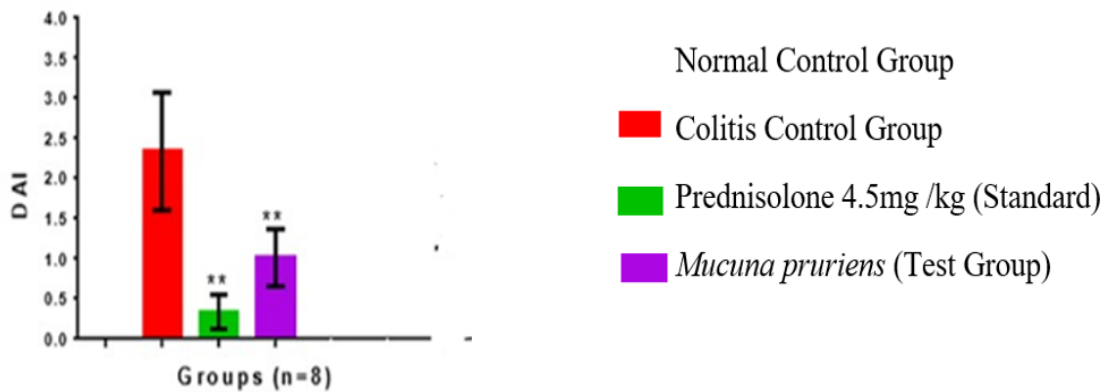 4.0
3.5
3.0
2.5
2.0
1.5
1.0
0.5
0.0
DAI
**
**
Groups (n=8)
Normal Control Group
Colitis Control Group
Prednisolone 4.5mg /kg (Standard)
Mucuna pruriens (Test Group)